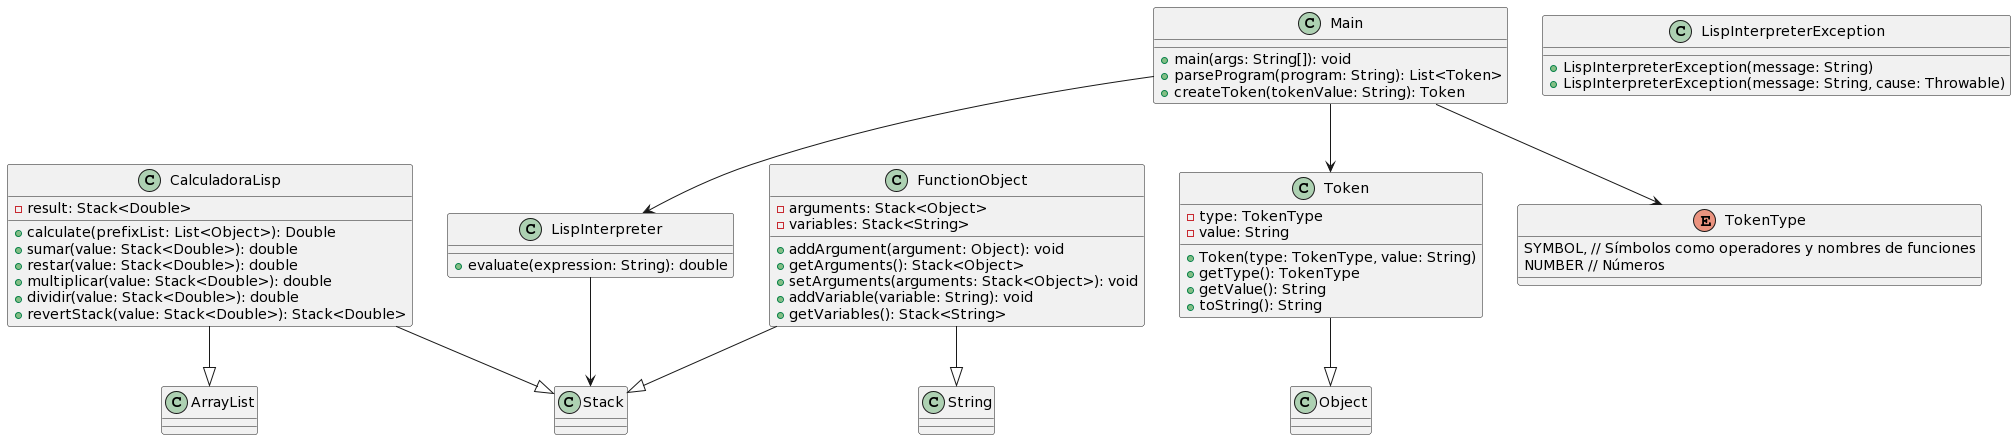 C Main
main(args: String[]): void
parseProgram(program: String): List<Token>
createToken(tokenValue: String): Token
C LispInterpreterException
LispInterpreterException(message: String)
LispInterpreterException(message: String, cause: Throwable)
C CalculadoraLisp
result: Stack<Double>
calculate(prefixList: List<Object>): Double
sumar(value: Stack<Double>): double
restar(value: Stack<Double>): double
multiplicar(value: Stack<Double>): double
dividir(value: Stack<Double>): double
revertStack(value: Stack<Double>): Stack<Double>
C LispInterpreter
evaluate(expression: String): double
C FunctionObject
arguments: Stack<Object>
variables: Stack<String>
addArgument(argument: Object): void
getArguments(): Stack<Object>
setArguments(arguments: Stack<Object>): void
addVariable(variable: String): void
getVariables(): Stack<String>
C Token
type: TokenType
value: String
Token(type: TokenType, value: String)
getType(): TokenType
getValue(): String
toString(): String
E TokenType
SYMBOL, // Símbolos como operadores y nombres de funciones
NUMBER // Números
C ArrayList
C Stack
C String
C Object